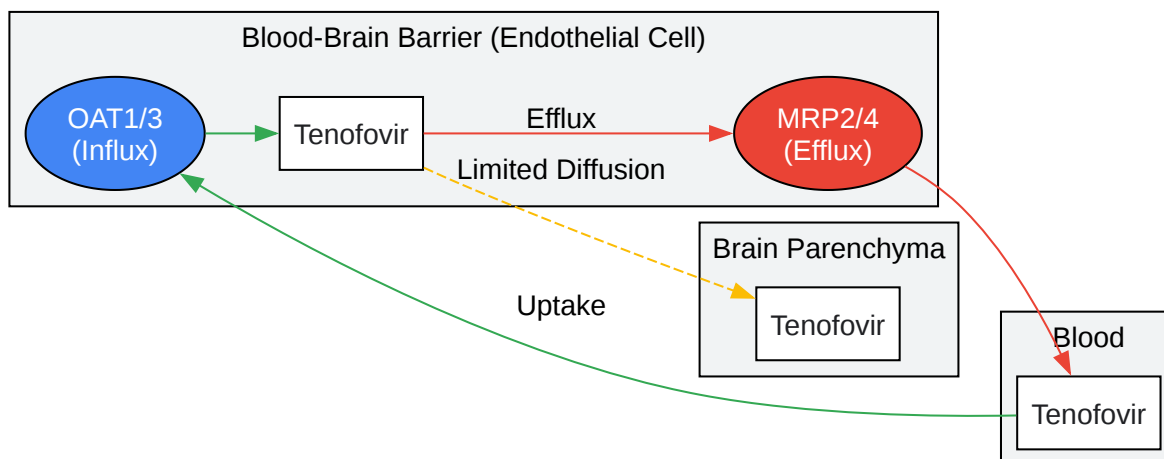 Blood-Brain Barrier (Endothelial Cell)
OAT1/3
(Influx)
Tenofovir
Efflux
MRP2/4
(Efflux)
Limited Diffusion
Brain Parenchyma
Uptake
Tenofovir
Blood
Tenofovir